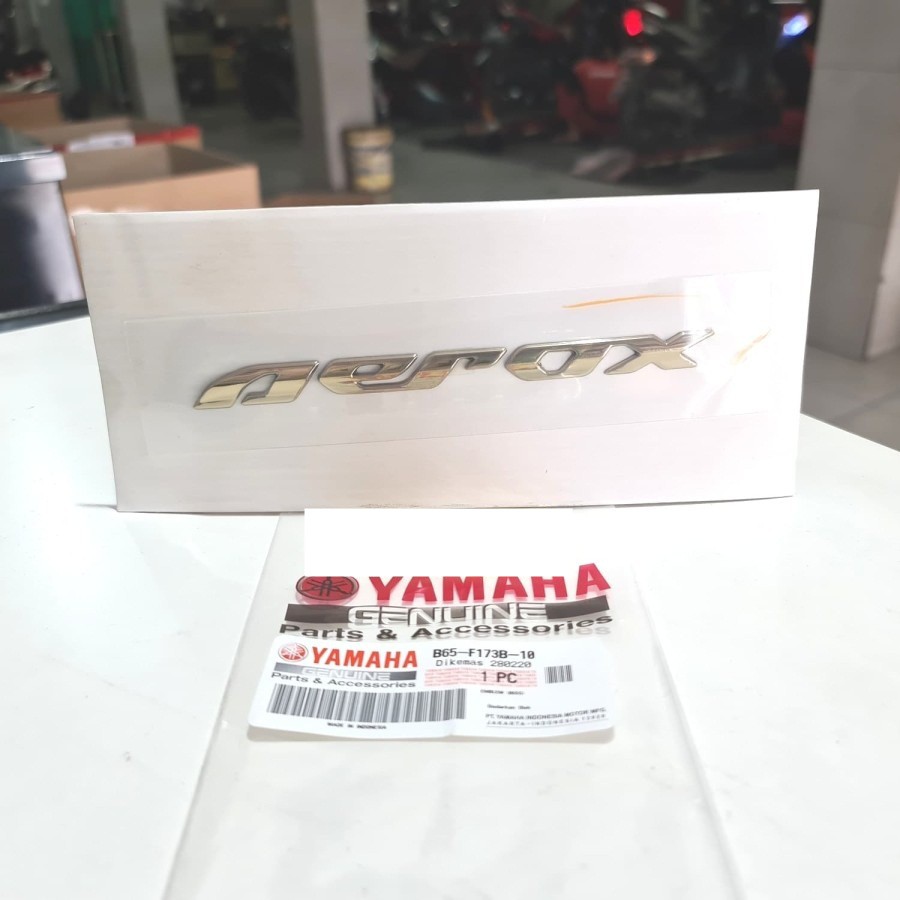 aerox
YAMAHA
GENUINE
Parts & Accessories
YAMAHA
GENUINE
Parts & Accessories
MADE IN INDONESIA
B65-F173B-10
Dikemas 280220
1 PC
PT.YAMAHA INDONESIA MOTOR MFG.